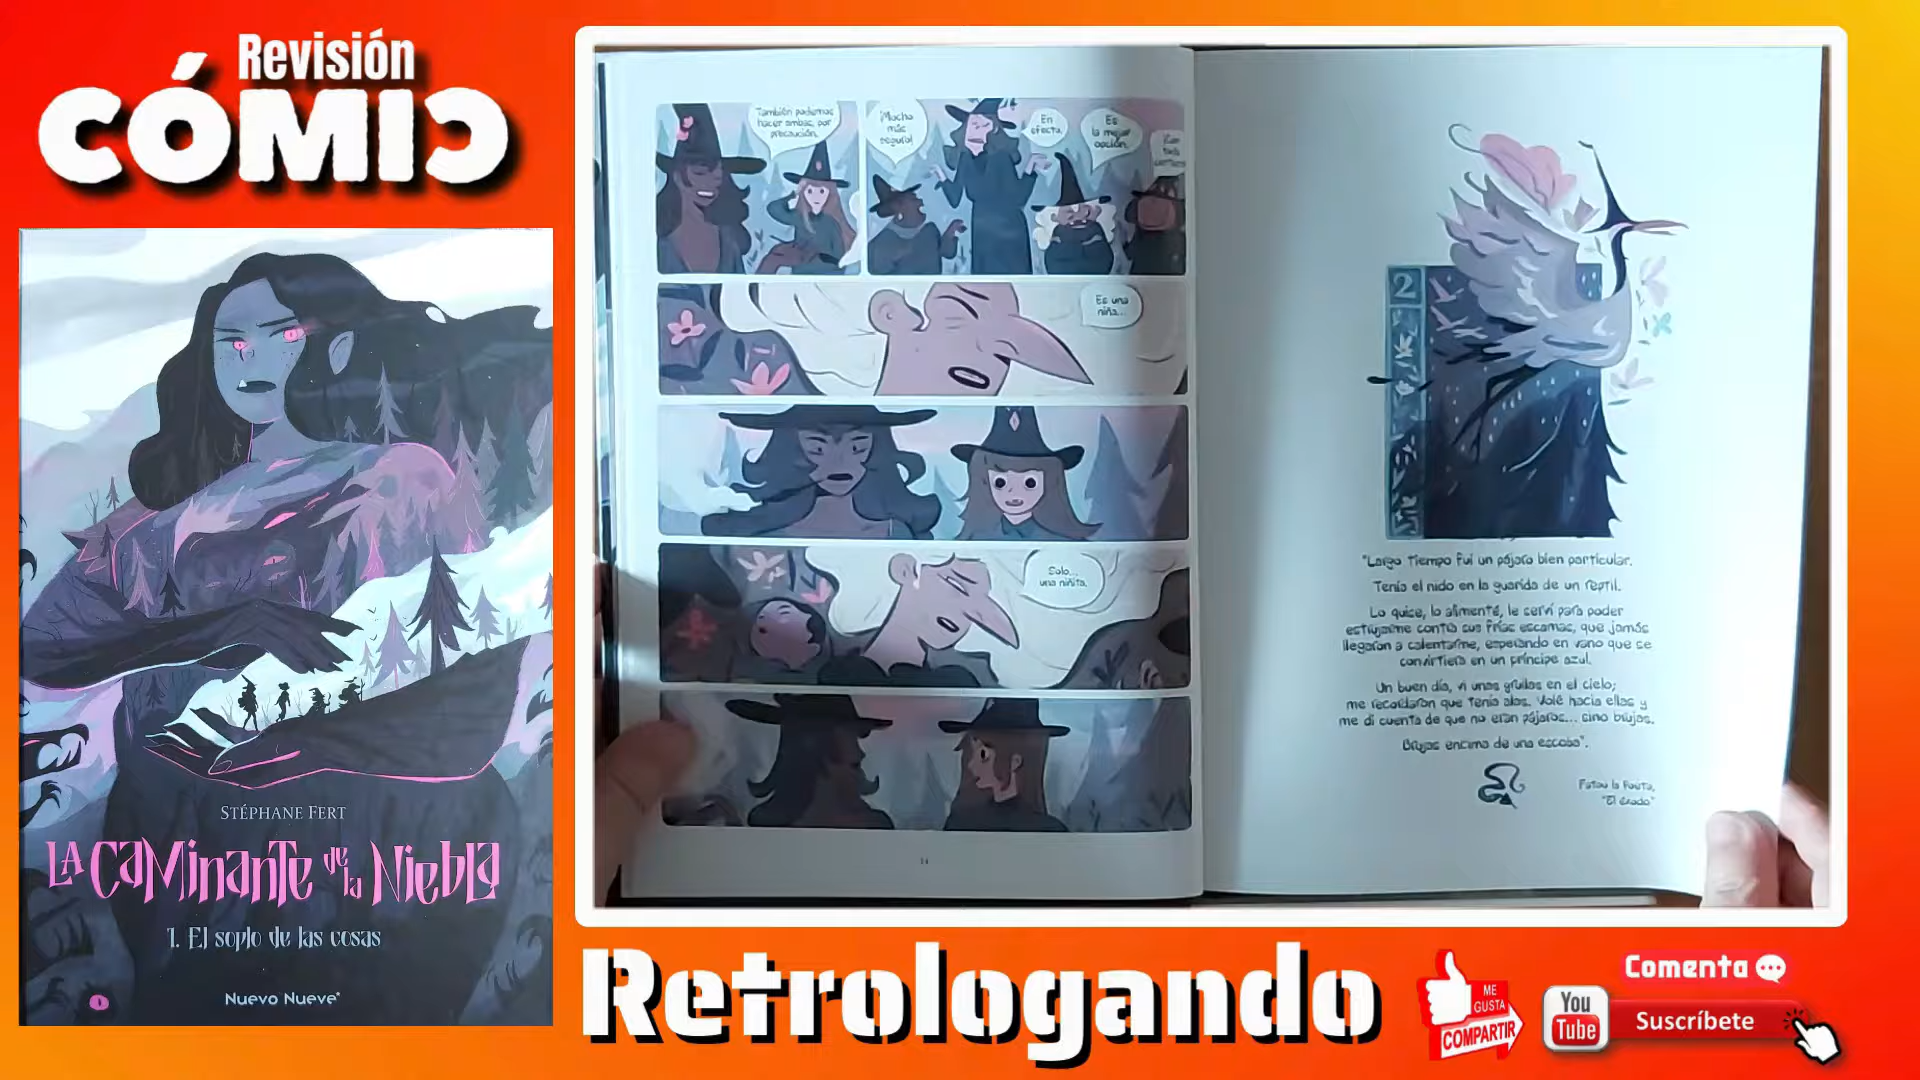 Revisión
CÓMIC
STÉPHANE FERT
LA CAMINANTE de la NIEBLA
1. El soplo de las cosas
Nuevo Nueve
También podemos
hacer ambas, por
precaución.
¡Mucho
más
seguro!
En
efecto.
Es
la mejor
opción.
Es una
niña...
Solo...
una niñita.
2
"Largo tiempo fui un pájaro bien particular.
Tenía el nido en la guarida de un reptil.
Lo quise, lo alimenté, le serví para poder
estrujarme contra sus frías escamas, que jamás
llegaron a calentarme, esperando en vano que se
convirtiera en un príncipe azul.
Un buen día, vi unas grullas en el cielo;
me recordaron que tenía alas. Volé hacia ellas y
me di cuenta de que no eran pájaros... sino brujas.
Brujas encima de una escoba".
"El éxodo"
Retrologando
ME
GUSTA
COMPARTIR
Comenta
You
Tube
Suscríbete